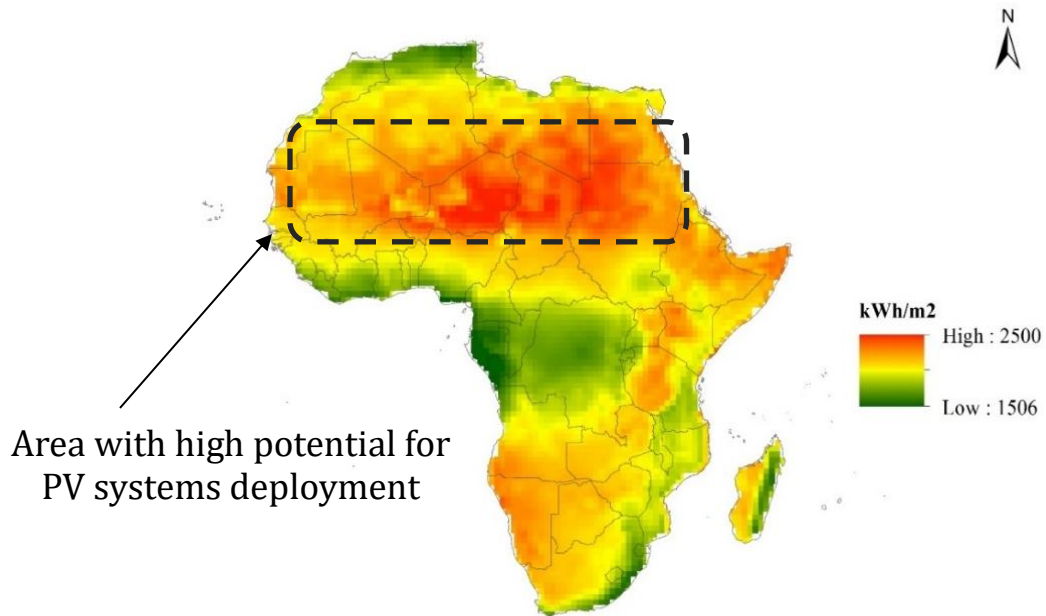 N
kWh/m2
High : 2500
Low : 1506
Area with high potential for
PV systems deployment